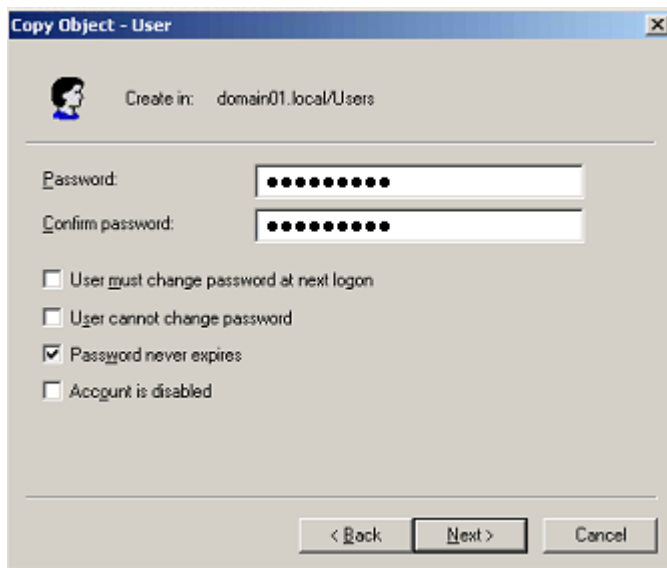 Copy Object - User
Create in: domain01.local/Users
Password: ●●●●●●●●●
Confirm password: ●●●●●●●●●
User must change password at next logon
User cannot change password
Password never expires
Account is disabled
< Back Next > Cancel